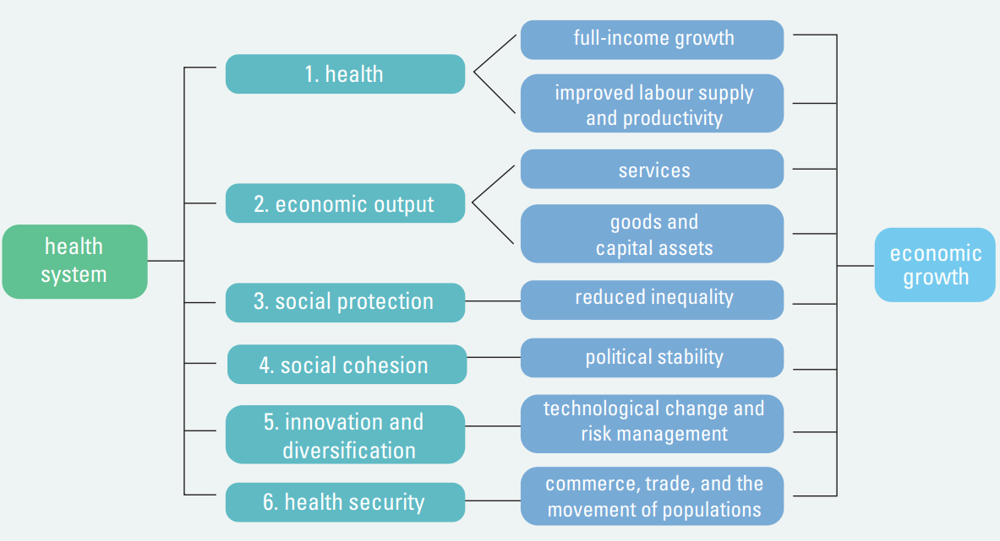 health
system
1. health
full-income growth
improved labour supply
and productivity
2. economic output
services
goods and
capital assets
3. social protection
reduced inequality
4. social cohesion
political stability
5. innovation and
diversification
technological change and
risk management
6. health security
commerce, trade, and the
movement of populations
economic
growth